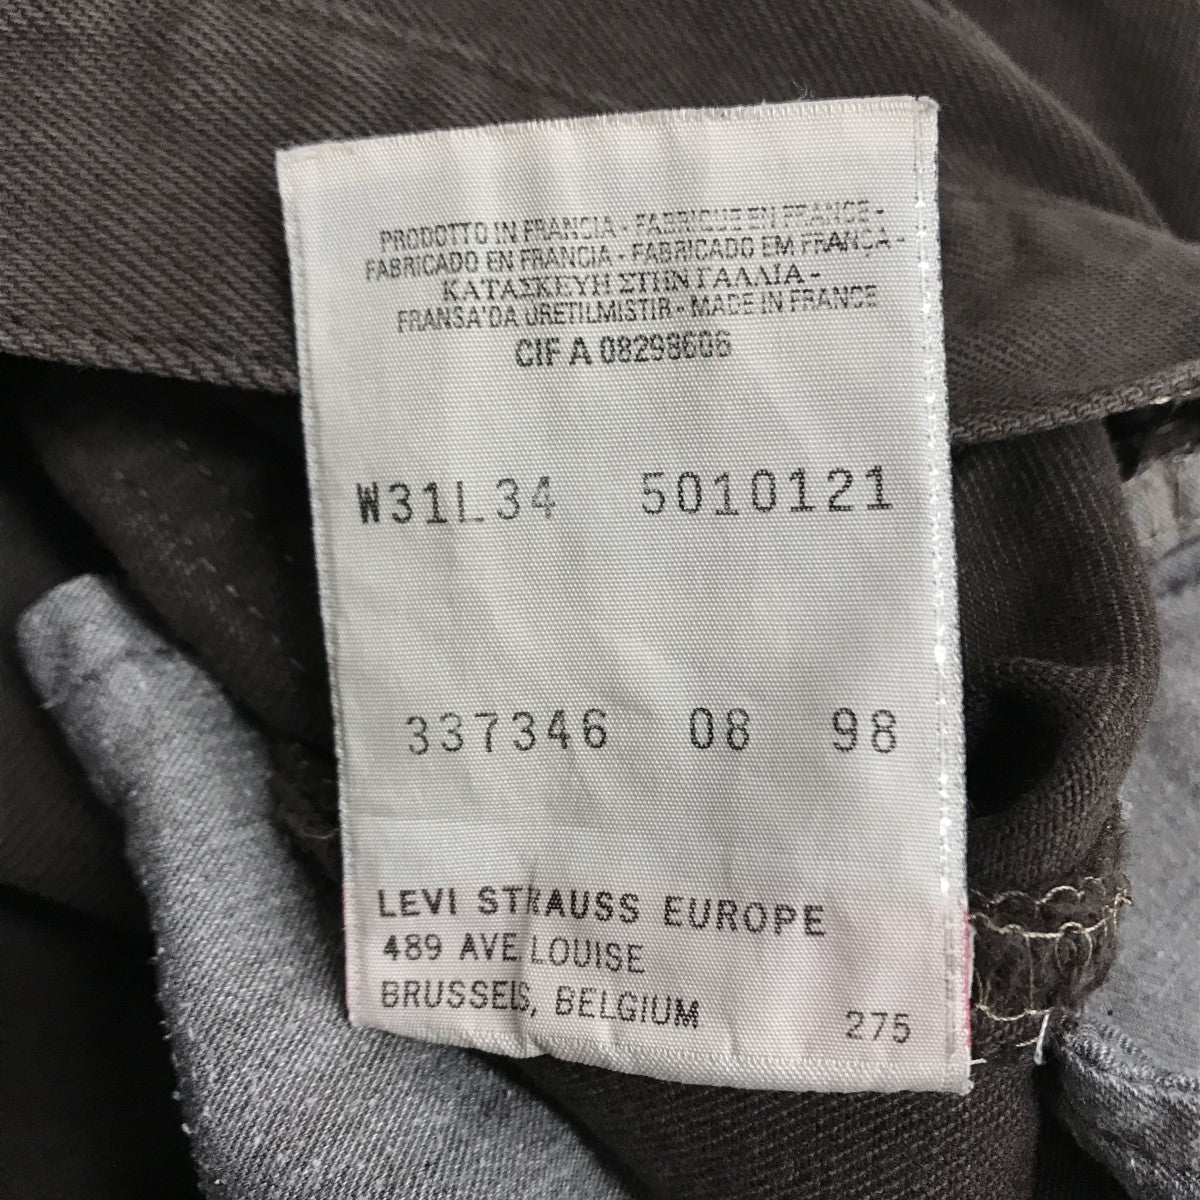 PRODOTTO IN FRANCIA - FABRIQUE EN FRANCE -
FABRICADO EN FRANCIA - FABRICADO EM FRANÇA -
ΚΑΤΑΣΚΕΥΗ ΣΤΗΝ ΓΑΛΛΙΑ -
FRANSA'DA ÜRETILMISTIR - MADE IN FRANCE
CIF A 08298606
W31L34 5010121
337346 08 98
LEVI STRAUSS EUROPE
489 AVE LOUISE
BRUSSELS, BELGIUM 275